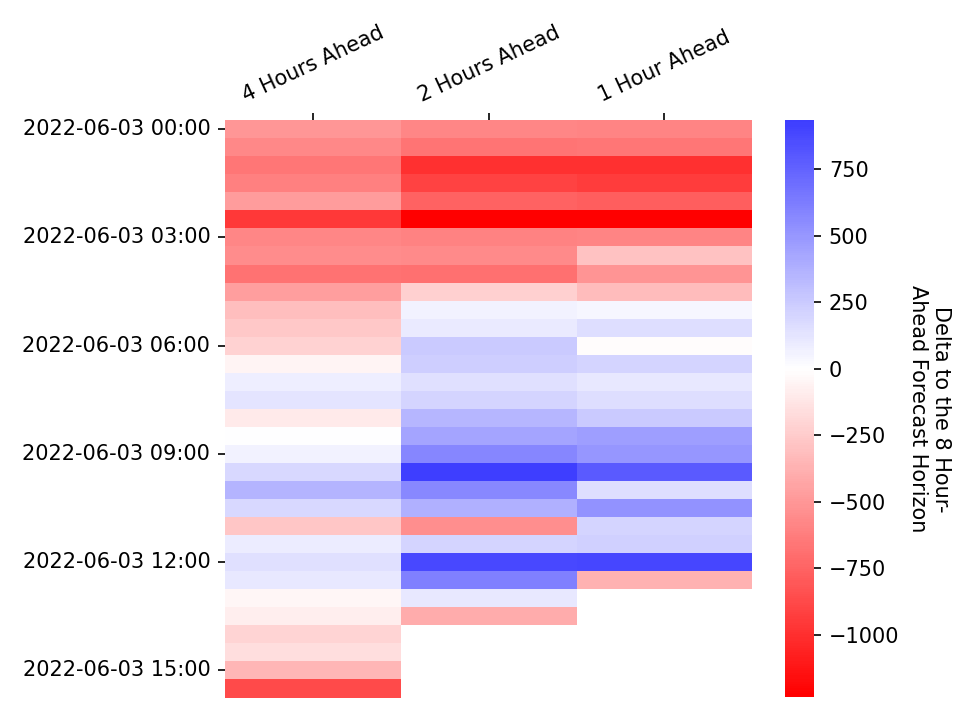 4 Hours Ahead
2 Hours Ahead
1 Hour Ahead
2022-06-03 00:00
2022-06-03 03:00
2022-06-03 06:00
2022-06-03 09:00
2022-06-03 12:00
2022-06-03 15:00
750
500
250
0
−250
−500
−750
−1000
Delta to the 8 Hour-
Ahead Forecast Horizon